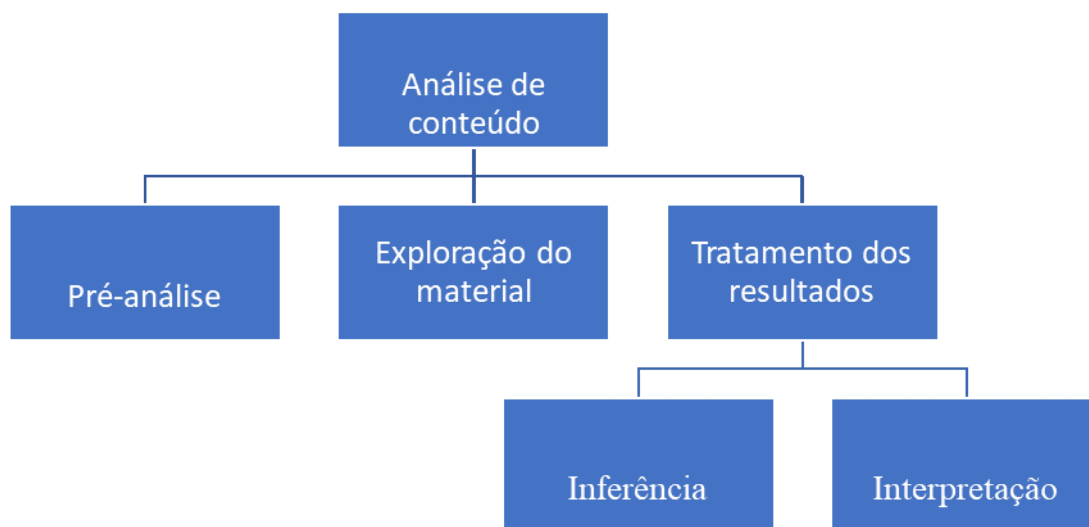 Análise de
conteúdo
Pré-análise
Exploração do
material
Tratamento dos
resultados
Inferência
Interpretação